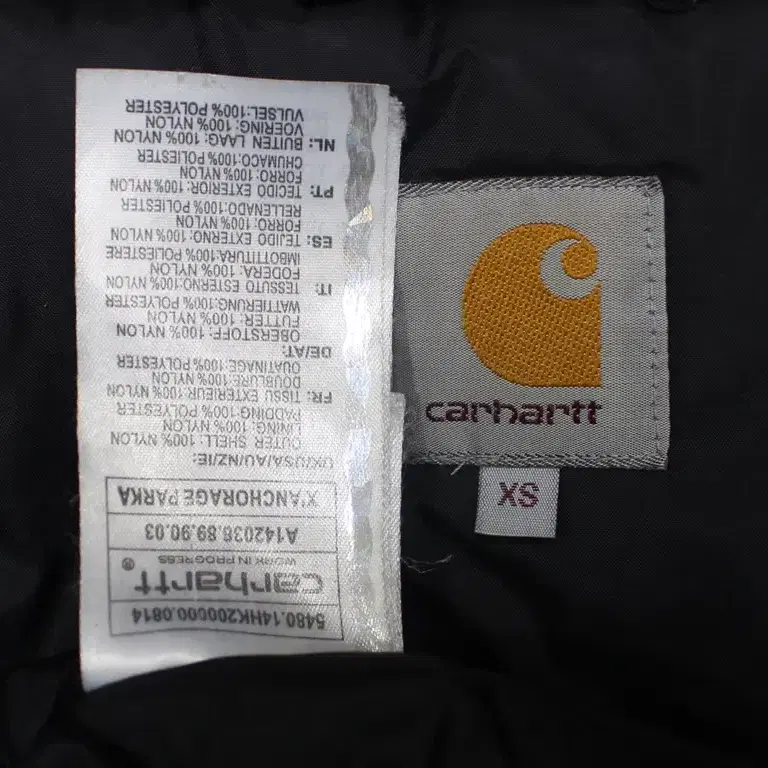 5480.14HK200000.0814
carhartt®
WORK IN PROGRESS
A142038.89.90.03
X'ANCHORAGE PARKA
UK/USA/AU/NZ/IE:
OUTER SHELL: 100% NYLON
LINING: 100% NYLON
PADDING:100% POLYESTER
FR: TISSU EXTERIEUR:100% NYLON
DOUBLURE:100% NYLON
OUATINAGE:100% POLYESTER
DE/AT:
OBERSTOFF: 100% NYLON
FUTTER: 100% NYLON
WATTIERUNG:100% POLYESTER
IT: TESSUTO ESTERNO:100% NYLON
FODERA:100% NYLON
IMBOTTITURA:100% POLIESTERE
ES: TEJIDO EXTERNO: 100% NYLON
FORRO: 100% NYLON
RELLENADO:100% POLYESTER
PT: TECIDO EXTERIOR:100% NYLON
FORRO: 100% NYLON
CHUMACO:100% POLIESTER
NL: BUITEN LAAG: 100% NYLON
VOERING: 100% NYLON
VULSEL:100% POLYESTER
carhartt
XS